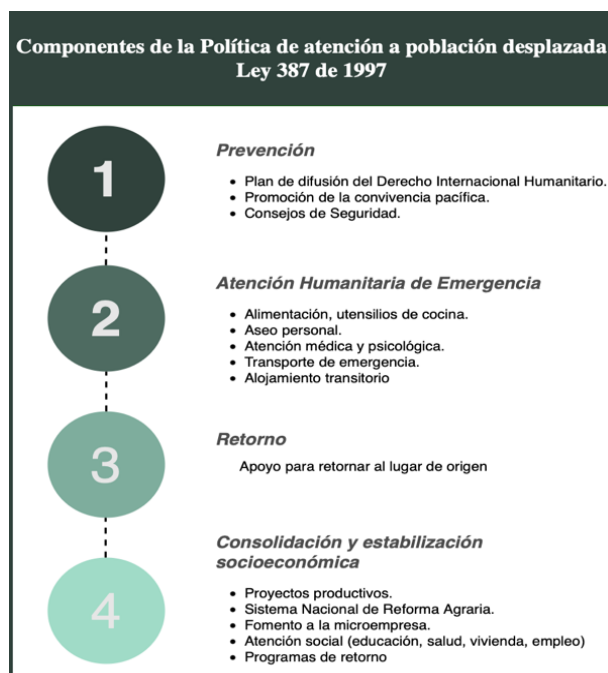 Componentes de la Política de atención a población desplazada
Ley 387 de 1997
1
Prevención
• Plan de difusión del Derecho Internacional Humanitario.
• Promoción de la convivencia pacífica.
• Consejos de Seguridad.
2
Atención Humanitaria de Emergencia
• Alimentación, utensilios de cocina.
• Aseo personal.
• Atención médica y psicológica.
• Transporte de emergencia.
• Alojamiento transitorio
3
Retorno
Apoyo para retornar al lugar de origen
4
Consolidación y estabilización
socioeconómica
• Proyectos productivos.
• Sistema Nacional de Reforma Agraria.
• Fomento a la microempresa.
• Atención social (educación, salud, vivienda, empleo)
• Programas de retorno